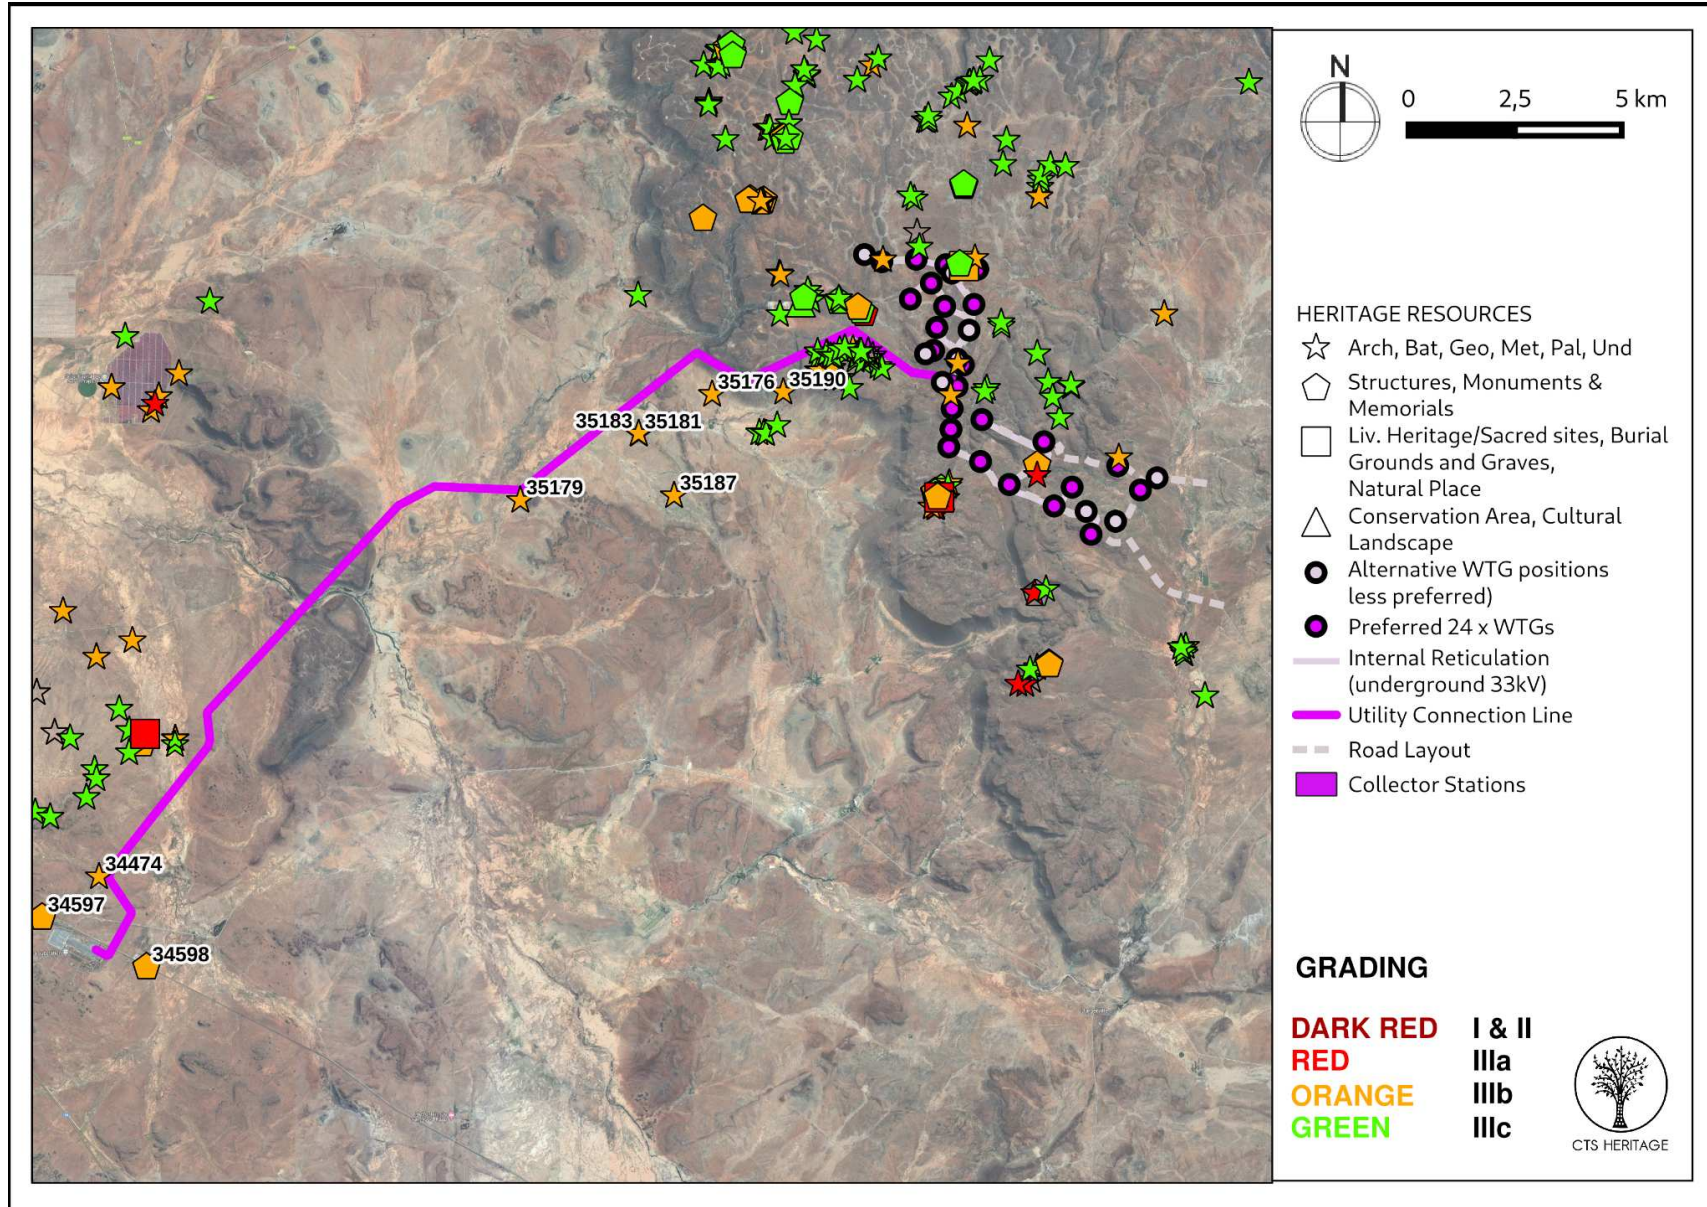 N
0 2,5 5 km
HERITAGE RESOURCES
Arch, Bat, Geo, Met, Pal, Und
Structures, Monuments &
Memorials
Liv. Heritage/Sacred sites, Burial
Grounds and Graves,
Natural Place
Conservation Area, Cultural
Landscape
Alternative WTG positions
less preferred)
Preferred 24 x WTGs
Internal Reticulation
(underground 33kV)
Utility Connection Line
Road Layout
Collector Stations
35176
35190
35183
35181
35179
35187
34474
34597
34598
GRADING
DARK RED I & II
RED IIIa
ORANGE IIIb
GREEN IIIc
CTS HERITAGE